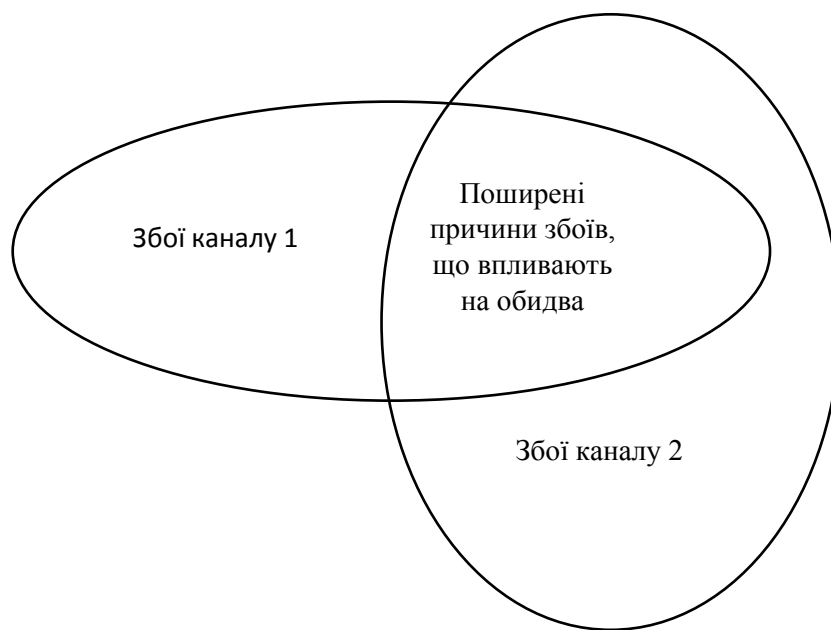 Збої каналу 1
Поширені
причини збоїв,
що впливають
на обидва
Збої каналу 2